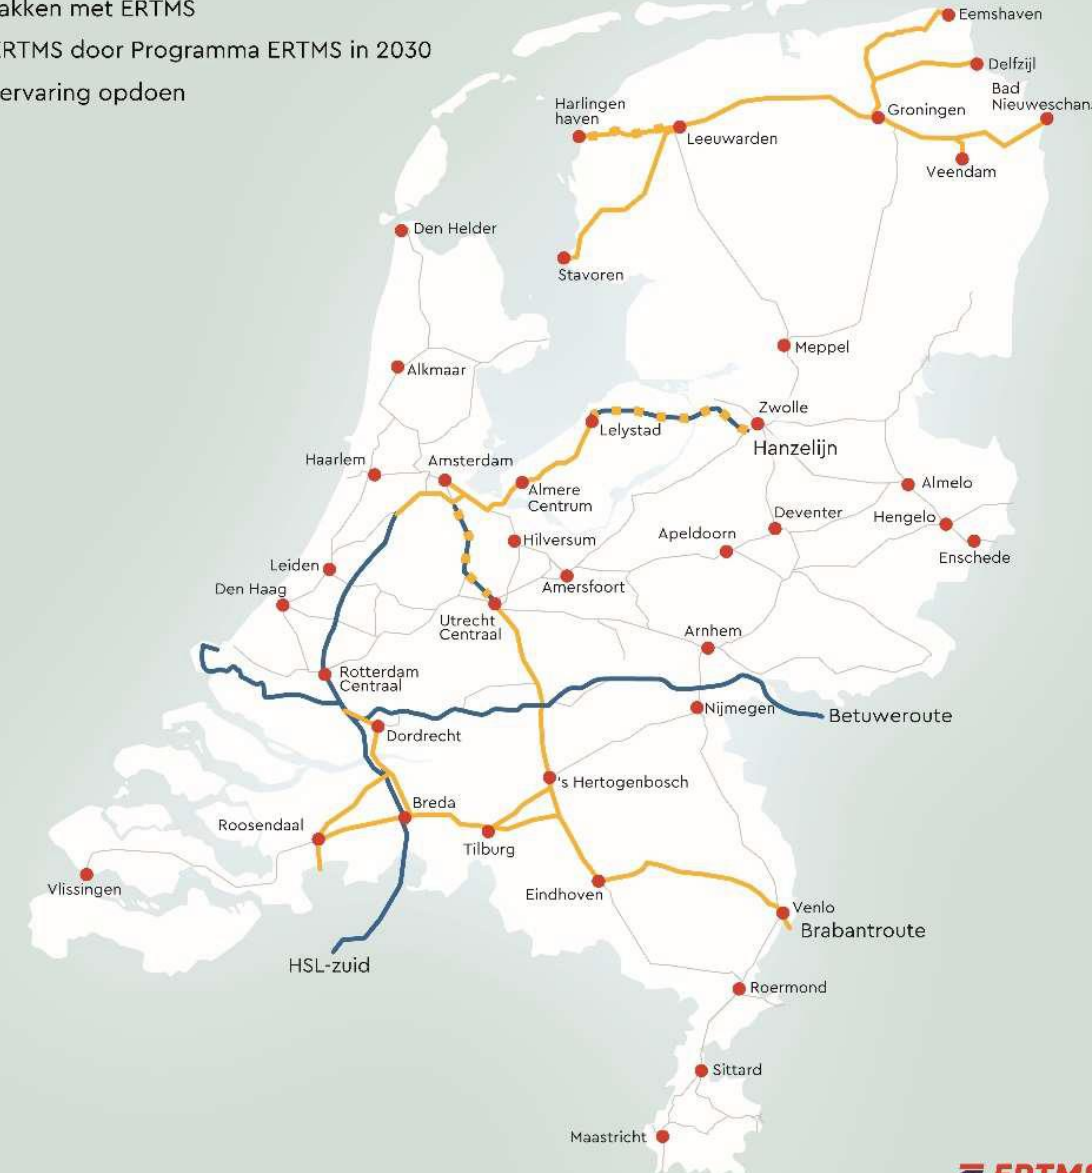 akken met ERTMS
ERTMS door Programma ERTMS in 2030
ervaring opdoen
Eemshaven
Delfzijl
Bad
Nieuweschans
Harlingen
haven
Groningen
Leeuwarden
Veendam
Den Helder
Stavoren
Meppel
Alkmaar
Zwolle
Lelystad
Hanzelijn
Haarlem
Amsterdam
Almere
Centrum
Almelo
Deventer
Hengelo
Apeldoorn
Hilversum
Enschede
Leiden
Amersfoort
Den Haag
Utrecht
Centraal
Arnhem
Rotterdam
Centraal
Nijmegen
Betuweroute
Dordrecht
's Hertogenbosch
Breda
Roosendaal
Tilburg
Vlissingen
Eindhoven
Venlo
Brabantroute
HSL-zuid
Roermond
Sittard
Maastricht
ERTMS